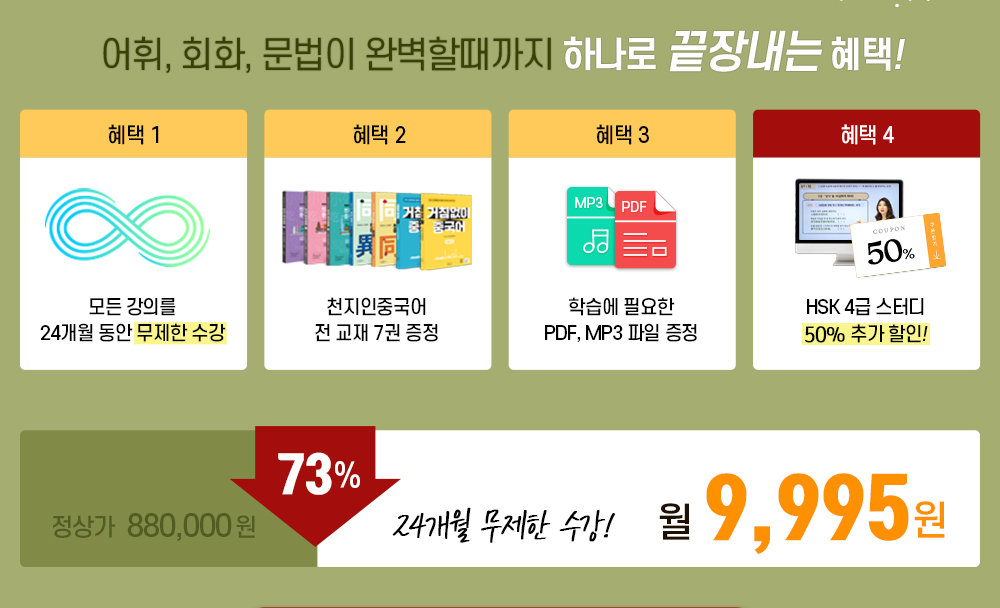 어휘, 회화, 문법이 완벽할때까지 하나로 끝장내는 혜택!
혜택 1
모든 강의를
24개월 동안 무제한 수강
혜택 2
同
異
同
거침없이
중국어
천지인중국어
전 교재 7권 증정
혜택 3
MP3
PDF
학습에 필요한
PDF, MP3 파일 증정
혜택 4
COUPON
50%
HSK 4급 스터디
50% 추가 할인!
정상가 880,000원
73%
24개월 무제한 수강!
월 9,995원